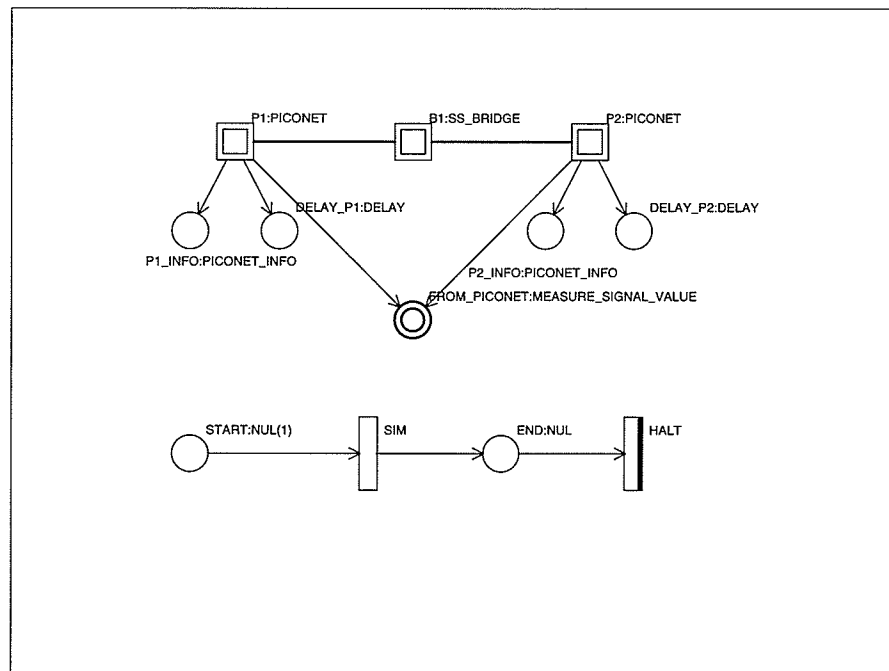 P1:PICONET
B1:SS_BRIDGE
P2:PICONET
DELAY_P1:DELAY
DELAY_P2:DELAY
P1_INFO:PICONET_INFO
P2_INFO:PICONET_INFO
FROM_PICONET:MEASURE_SIGNAL_VALUE
START:NUL(1)
SIM
END:NUL
HALT